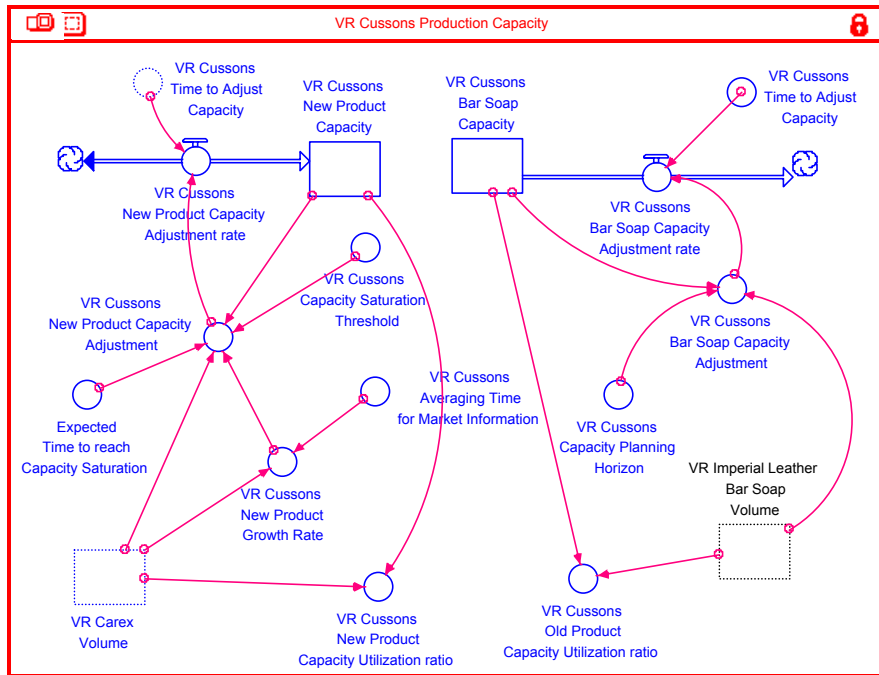 VR Cussons Production Capacity
VR Cussons
Time to Adjust
Capacity
VR Cussons
New Product
Capacity
VR Cussons
Bar Soap
Capacity
VR Cussons
Time to Adjust
Capacity
VR Cussons
New Product Capacity
Adjustment rate
VR Cussons
Bar Soap Capacity
Adjustment rate
VR Cussons
Capacity Saturation
Threshold
VR Cussons
New Product Capacity
Adjustment
VR Cussons
Bar Soap Capacity
Adjustment
VR Cussons
Averaging Time
for Market Information
Expected
Time to reach
Capacity Saturation
VR Cussons
Capacity Planning
Horizon
VR Imperial Leather
Bar Soap
Volume
VR Cussons
New Product
Growth Rate
VR Carex
Volume
VR Cussons
New Product
Capacity Utilization ratio
VR Cussons
Old Product
Capacity Utilization ratio